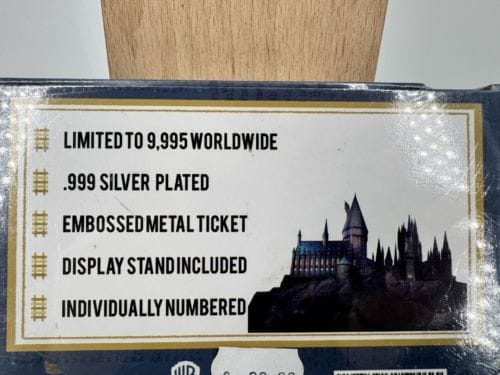 LIMITED TO 9,995 WORLDWIDE
.999 SILVER PLATED
EMBOSSED METAL TICKET
DISPLAY STAND INCLUDED
INDIVIDUALLY NUMBERED